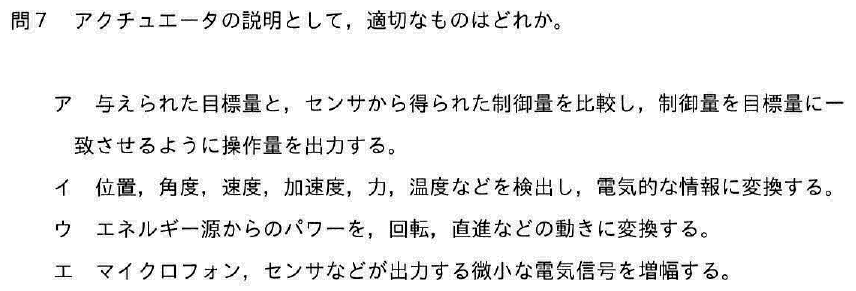 問7 アクチュエータの説明として，適切なものはどれか。
ア 与えられた目標量と，センサから得られた制御量を比較し，制御量を目標量に一
致させるように操作量を出力する。
イ 位置，角度，速度，加速度，力，温度などを検出し，電気的な情報に変換する。
ウ エネルギー源からのパワーを，回転，直進などの動きに変換する。
エ マイクロフォン，センサなどが出力する微小な電気信号を増幅する。